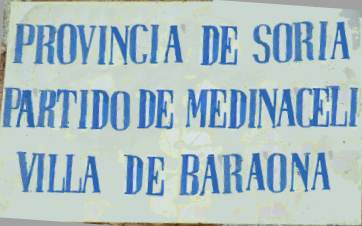 PROVINCIA DE SORIA
PARTIDO DE MEDINACELI
VILLA DE BARAONA